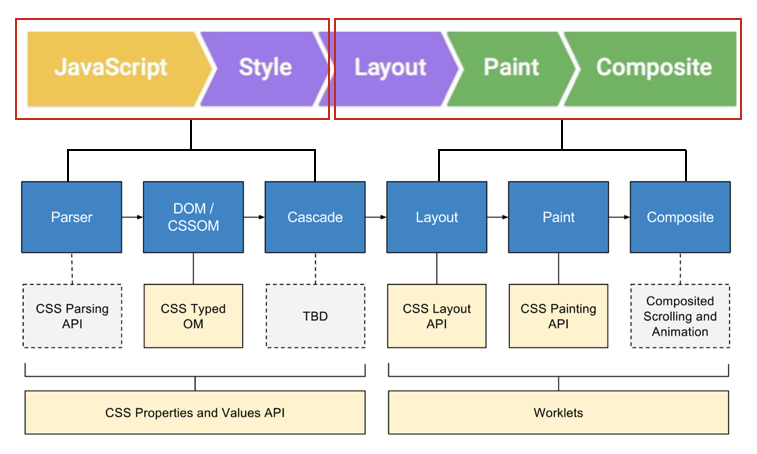 JavaScript
Style
Layout
Paint
Composite
Parser
DOM /
CSSOM
Cascade
Layout
Paint
Composite
CSS Parsing
API
CSS Typed
OM
TBD
CSS Layout
API
CSS Painting
API
Composited
Scrolling and
Animation
CSS Properties and Values API
Worklets